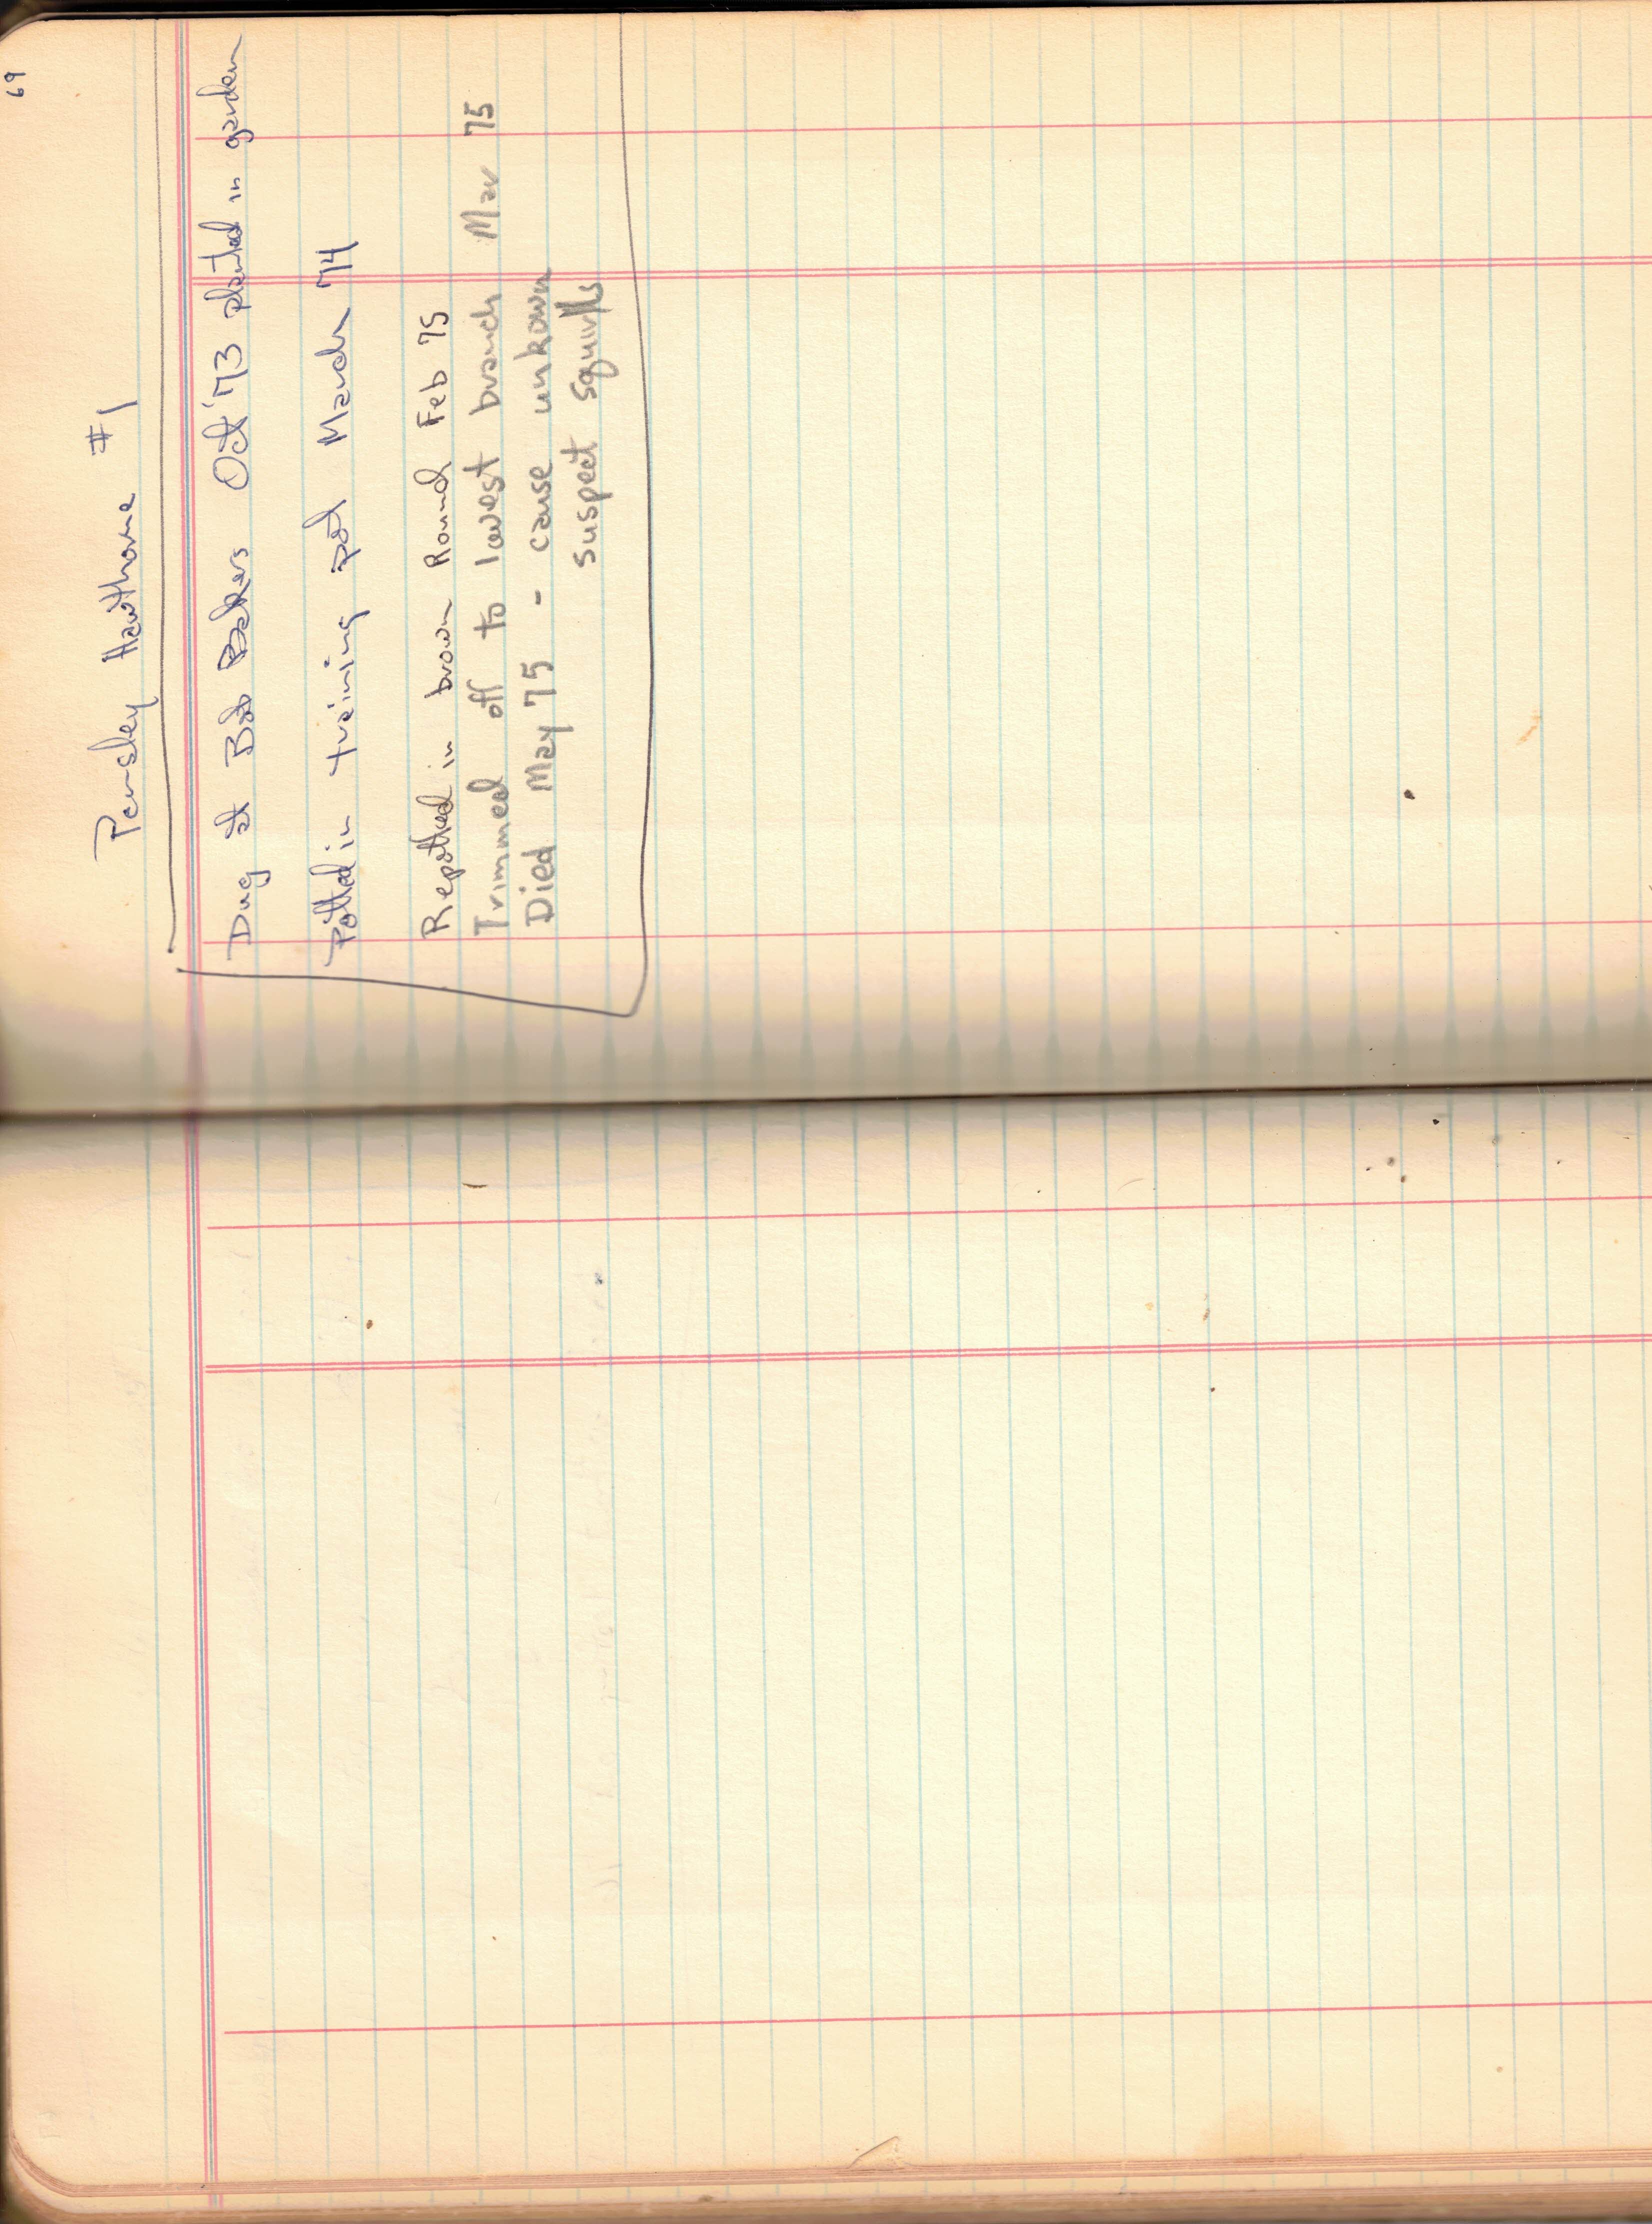 69
Parsley Hawthorne #1
Dug at Bob Bakers Oct '73 planted in garden
Potted in training pot March 74
Repotted in brown Round Feb 75
Trimmed off to lowest branch Mar 75
Died May 75 - cause unkown
suspect squirlls